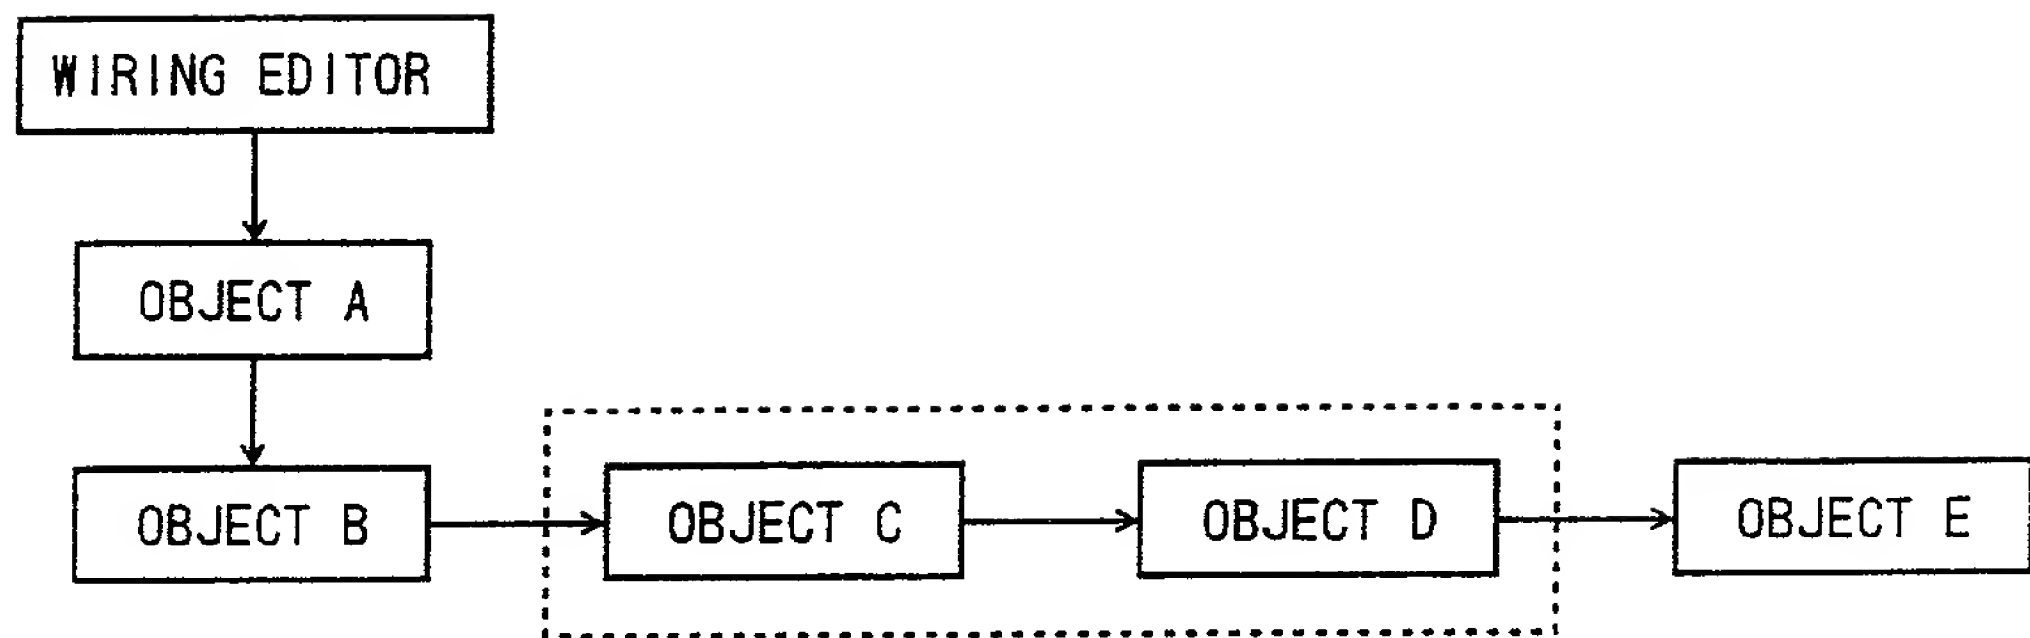 WIRING EDITOR
OBJECT A
OBJECT B
OBJECT C
OBJECT D
OBJECT E